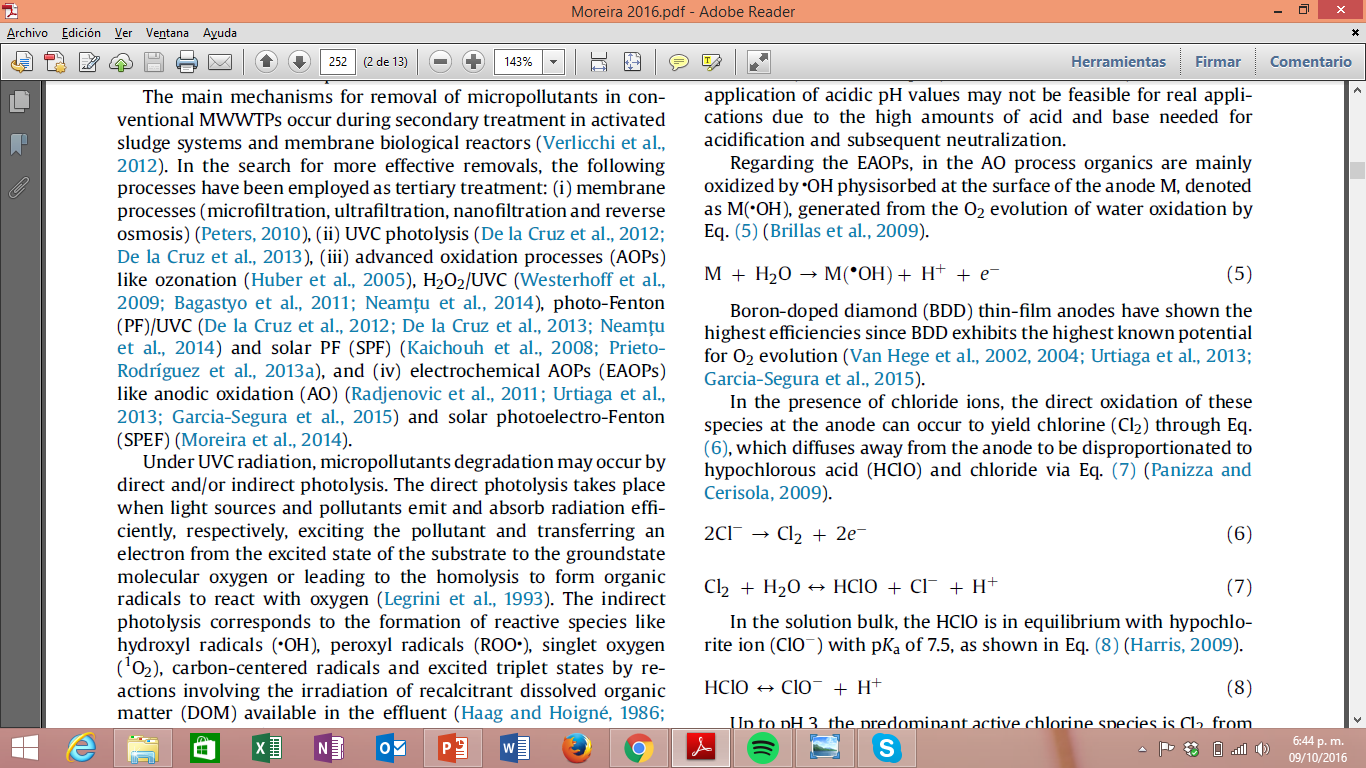 Moreira 2016.pdf - Adobe Reader
Archivo Edición Ver Ventana Ayuda
252 (2 de 13) 143% Herramientas Firmar Comentario
The main mechanisms for removal of micropollutants in con-
ventional MWWTPs occur during secondary treatment in activated
sludge systems and membrane biological reactors (Verlicchi et al.,
2012). In the search for more effective removals, the following
processes have been employed as tertiary treatment: (i) membrane
processes (microfiltration, ultrafiltration, nanofiltration and reverse
osmosis) (Peters, 2010), (ii) UVC photolysis (De la Cruz et al., 2012;
De la Cruz et al., 2013), (iii) advanced oxidation processes (AOPs)
like ozonation (Huber et al., 2005), H2O2/UVC (Westerhoff et al.,
2009; Bagastyo et al., 2011; Neamţu et al., 2014), photo-Fenton
(PF)/UVC (De la Cruz et al., 2012; De la Cruz et al., 2013; Neamţu
et al., 2014) and solar PF (SPF) (Kaichouh et al., 2008; Prieto-
Rodríguez et al., 2013a), and (iv) electrochemical AOPs (EAOPs)
like anodic oxidation (AO) (Radjenovic et al., 2011; Urtiaga et al.,
2013; Garcia-Segura et al., 2015) and solar photoelectro-Fenton
(SPEF) (Moreira et al., 2014).
Under UVC radiation, micropollutants degradation may occur by
direct and/or indirect photolysis. The direct photolysis takes place
when light sources and pollutants emit and absorb radiation effi-
ciently, respectively, exciting the pollutant and transferring an
electron from the excited state of the substrate to the groundstate
molecular oxygen or leading to the homolysis to form organic
radicals to react with oxygen (Legrini et al., 1993). The indirect
photolysis corresponds to the formation of reactive species like
hydroxyl radicals (•OH), peroxyl radicals (ROO•), singlet oxygen
(¹O2), carbon-centered radicals and excited triplet states by re-
actions involving the irradiation of recalcitrant dissolved organic
matter (DOM) available in the effluent (Haag and Hoigné, 1986;
application of acidic pH values may not be feasible for real appli-
cations due to the high amounts of acid and base needed for
acidification and subsequent neutralization.
Regarding the EAOPs, in the AO process organics are mainly
oxidized by •OH physisorbed at the surface of the anode M, denoted
as M(•OH), generated from the O2 evolution of water oxidation by
Eq. (5) (Brillas et al., 2009).
M + H2O → M(•OH) + H+ + e− (5)
Boron-doped diamond (BDD) thin-film anodes have shown the
highest efficiencies since BDD exhibits the highest known potential
for O2 evolution (Van Hege et al., 2002, 2004; Urtiaga et al., 2013;
Garcia-Segura et al., 2015).
In the presence of chloride ions, the direct oxidation of these
species at the anode can occur to yield chlorine (Cl2) through Eq.
(6), which diffuses away from the anode to be disproportionated to
hypochlorous acid (HClO) and chloride via Eq. (7) (Panizza and
Cerisola, 2009).
2Cl− → Cl2 + 2e− (6)
Cl2 + H2O ↔ HClO + Cl− + H+ (7)
In the solution bulk, the HClO is in equilibrium with hypochlo-
rite ion (ClO−) with pKa of 7.5, as shown in Eq. (8) (Harris, 2009).
HClO ↔ ClO− + H+ (8)
Up to pH 3, the predominant active chlorine species is Cl2, from
6:44 p. m.
09/10/2016